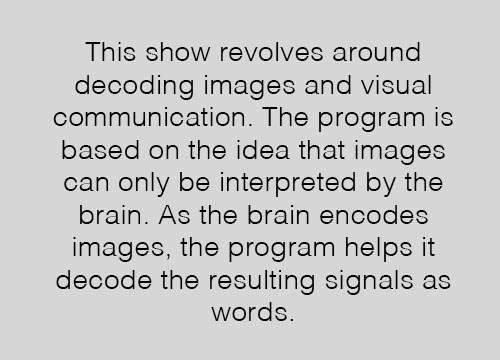 This show revolves around
decoding images and visual
communication. The program is
based on the idea that images
can only be interpreted by the
brain. As the brain encodes
images, the program helps it
decode the resulting signals as
words.